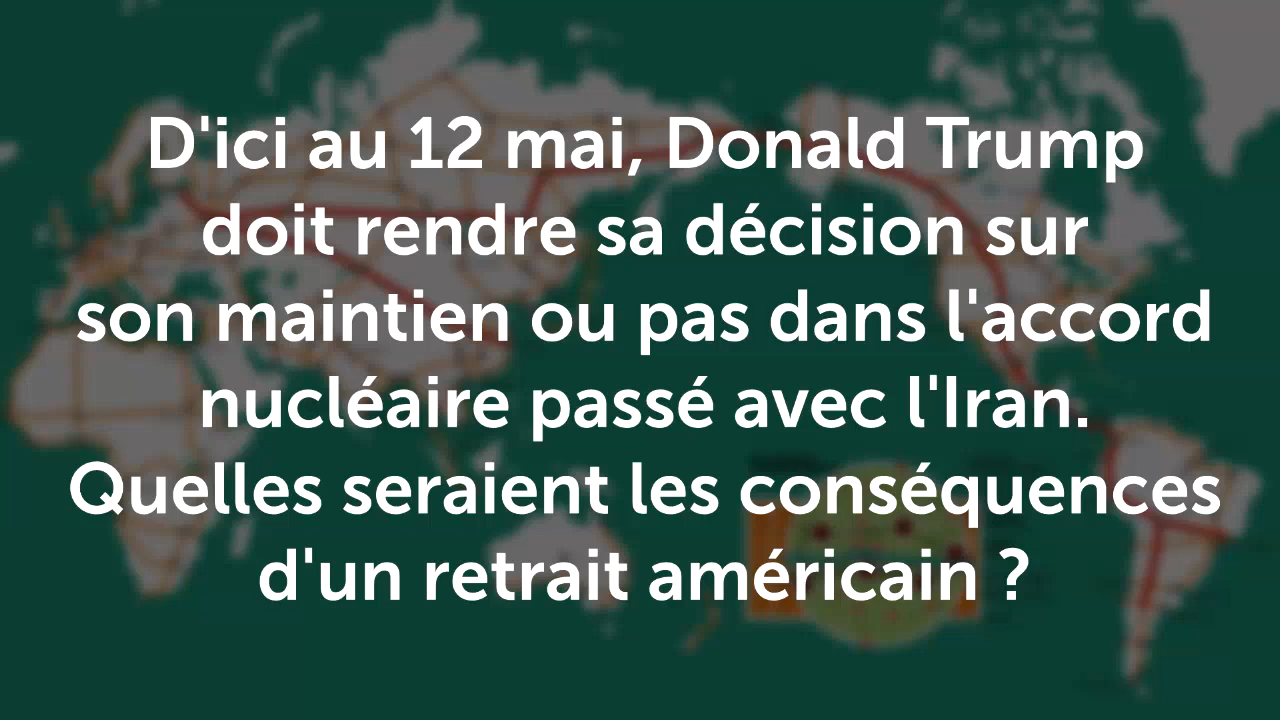 D'ici au 12 mai, Donald Trump
doit rendre sa décision sur
son maintien ou pas dans l'accord
nucléaire passé avec l'Iran.
Quelles seraient les conséquences
d'un retrait américain ?